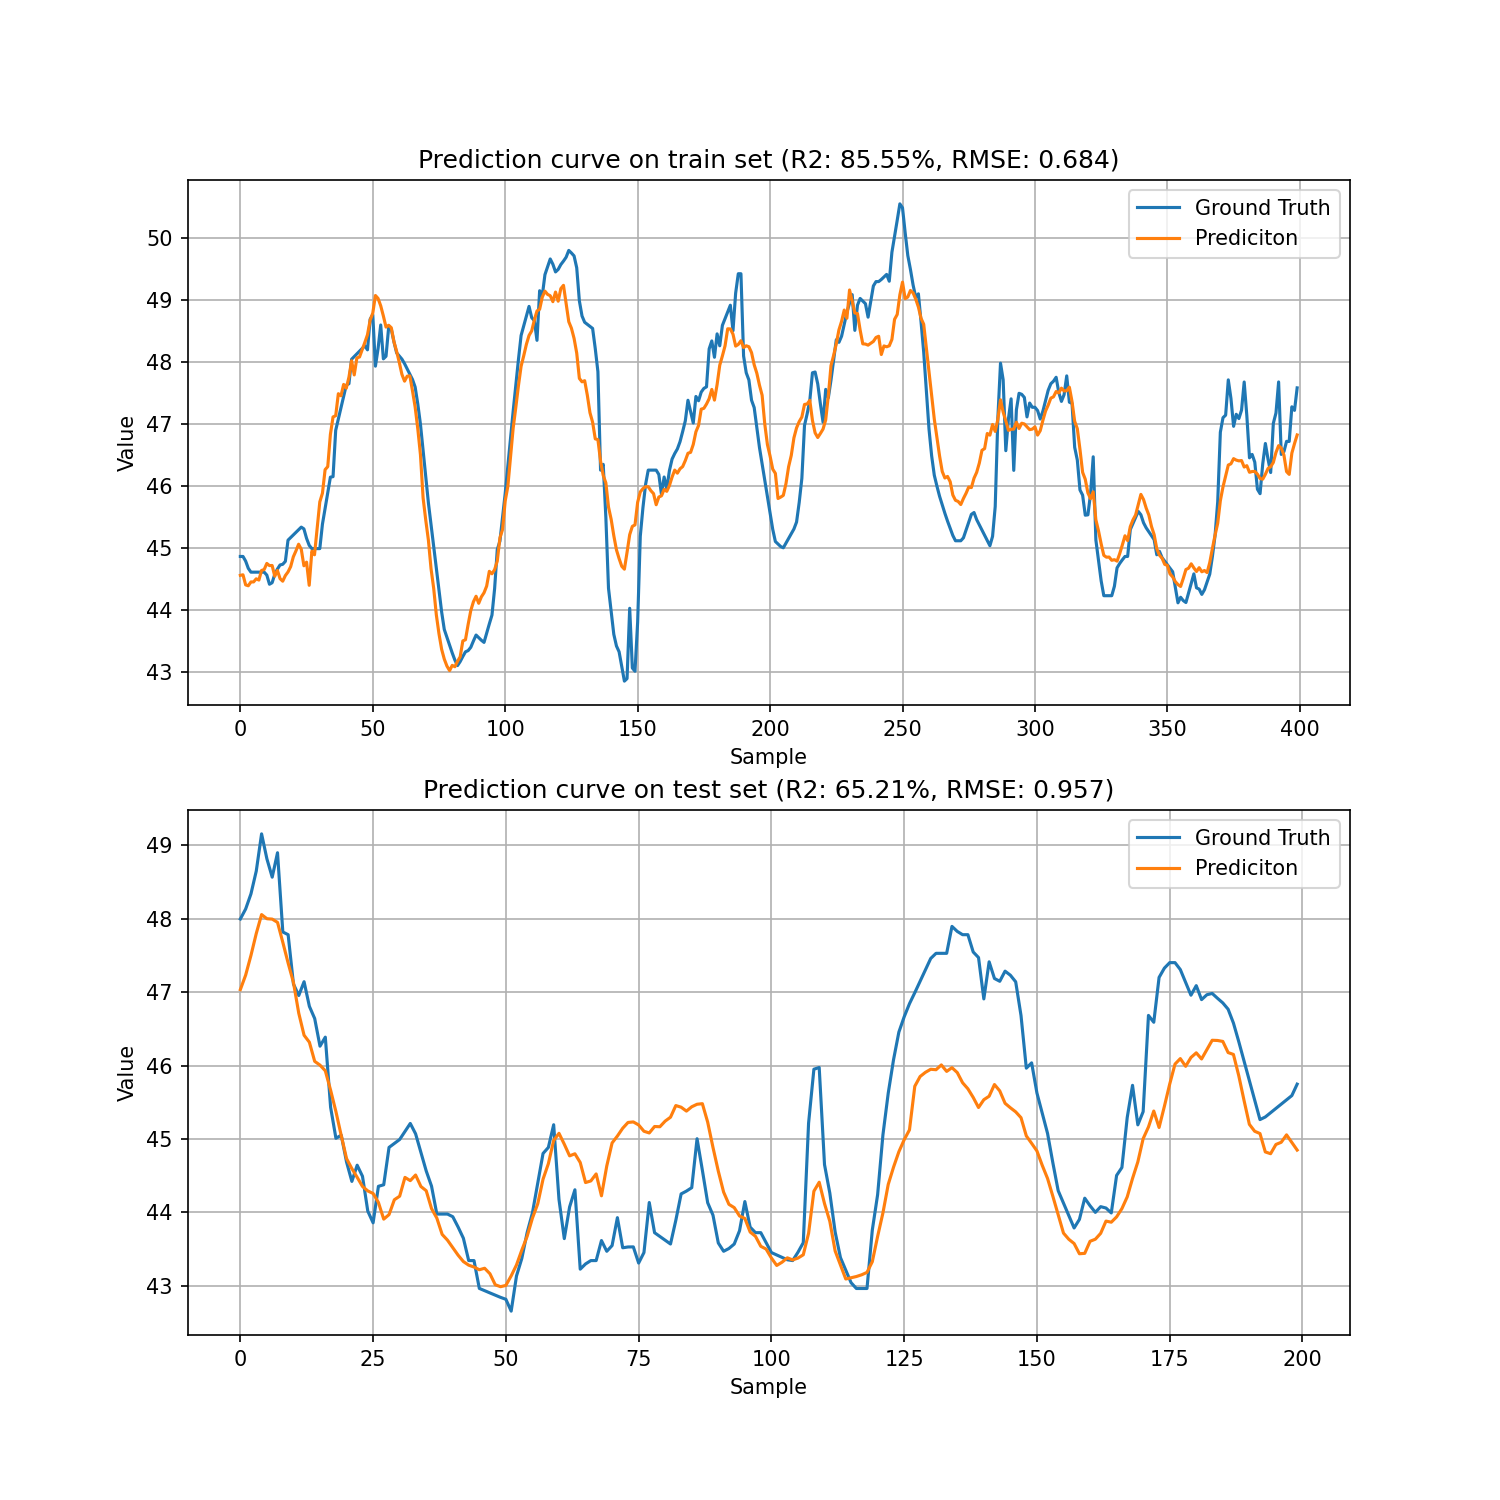 Prediction curve on train set (R2: 85.55%, RMSE: 0.684)
Ground Truth
Prediciton
50
49
48
47
46
45
44
43
Value
0 50 100 150 200 250 300 350 400
Sample
Prediction curve on test set (R2: 65.21%, RMSE: 0.957)
Ground Truth
Prediciton
49
48
47
46
45
44
43
Value
0 25 50 75 100 125 150 175 200
Sample